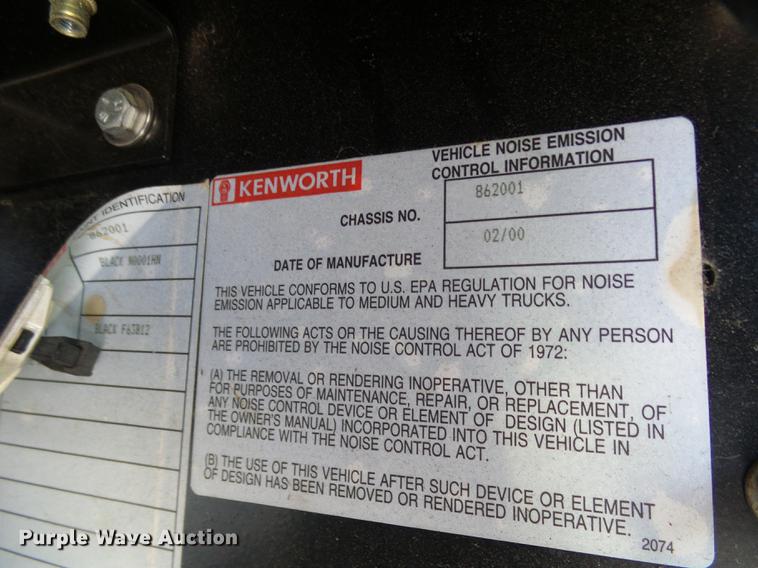 NT IDENTIFICATION
862001
BLACK N0001HN
BLACK F63B12
KENWORTH
VEHICLE NOISE EMISSION
CONTROL INFORMATION
CHASSIS NO.
862001
DATE OF MANUFACTURE
02/00
THIS VEHICLE CONFORMS TO U.S. EPA REGULATION FOR NOISE
EMISSION APPLICABLE TO MEDIUM AND HEAVY TRUCKS.
THE FOLLOWING ACTS OR THE CAUSING THEREOF BY ANY PERSON
ARE PROHIBITED BY THE NOISE CONTROL ACT OF 1972:
(A) THE REMOVAL OR RENDERING INOPERATIVE, OTHER THAN
FOR PURPOSES OF MAINTENANCE, REPAIR, OR REPLACEMENT, OF
ANY NOISE CONTROL DEVICE OR ELEMENT OF DESIGN (LISTED IN
THE OWNER'S MANUAL) INCORPORATED INTO THIS VEHICLE IN
COMPLIANCE WITH THE NOISE CONTROL ACT.
(B) THE USE OF THIS VEHICLE AFTER SUCH DEVICE OR ELEMENT
OF DESIGN HAS BEEN REMOVED OR RENDERED INOPERATIVE.
2074
Purple Wave Auction